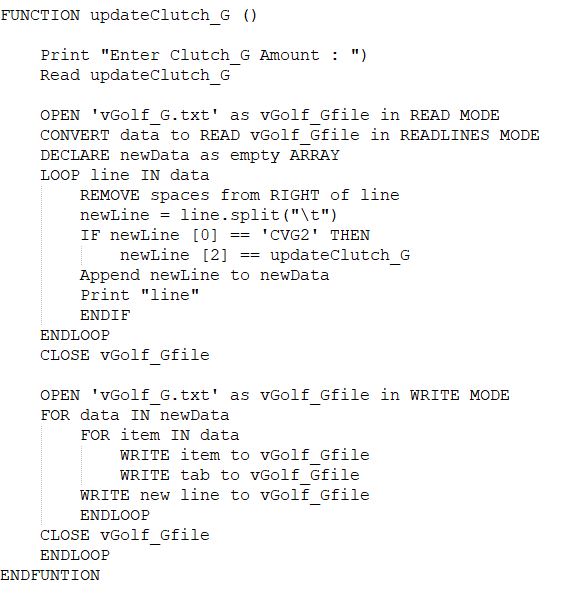 FUNCTION updateClutch_G ()
Print "Enter Clutch_G Amount : ")
Read updateClutch_G
OPEN 'vGolf_G.txt' as vGolf_Gfile in READ MODE
CONVERT data to READ vGolf_Gfile in READLINES MODE
DECLARE newData as empty ARRAY
LOOP line IN data
REMOVE spaces from RIGHT of line
newLine = line.split("\t")
IF newLine [0] == 'CVG2' THEN
newLine [2] == updateClutch_G
Append newLine to newData
Print "line"
ENDIF
ENDLOOP
CLOSE vGolf_Gfile
OPEN 'vGolf_G.txt' as vGolf_Gfile in WRITE MODE
FOR data IN newData
FOR item IN data
WRITE item to vGolf_Gfile
WRITE tab to vGolf_Gfile
WRITE new line to vGolf_Gfile
ENDLOOP
CLOSE vGolf_Gfile
ENDLOOP
ENDFUNTION